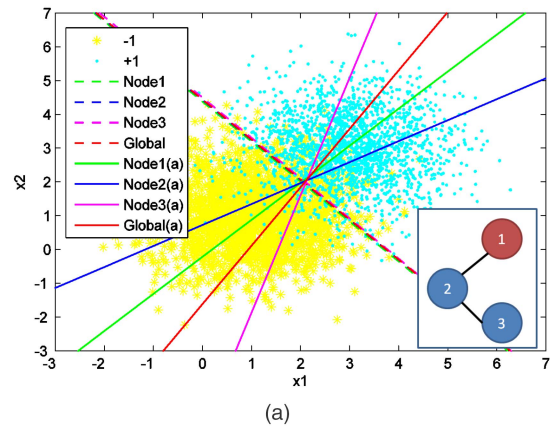 7
6
5
4
3
2
1
0
-1
-2
-3
x2
-1
+1
Node1
Node2
Node3
Global
Node1(a)
Node2(a)
Node3(a)
Global(a)
1
2
3
-3 -2 -1 0 1 2 3 4 5 6 7
x1
(a)